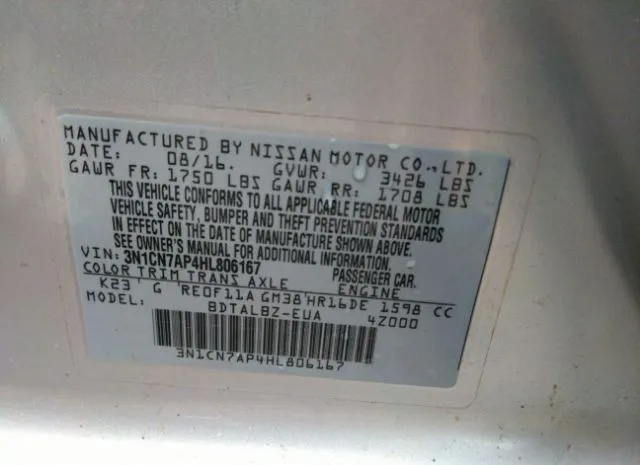 MANUFACTURED BY NISSAN MOTOR CO., LTD.
DATE: 08/16. GVWR: 3426 LBS
GAWR FR: 1750 LBS GAWR RR: 1708 LBS
THIS VEHICLE CONFORMS TO ALL APPLICABLE FEDERAL MOTOR
VEHICLE SAFETY, BUMPER AND THEFT PREVENTION STANDARDS
IN EFFECT ON THE DATE OF MANUFACTURE SHOWN ABOVE.
SEE OWNER'S MANUAL FOR ADDITIONAL INFORMATION.
VIN: 3N1CN7AP4HL806167 PASSENGER CAR.
COLOR TRIM TRANS AXLE ENGINE
K23 G RE0F11A GM38 HR16DE 1598 CC
MODEL: BDTALBZ-EUA 4Z000
3N1CN7AP4HL806167